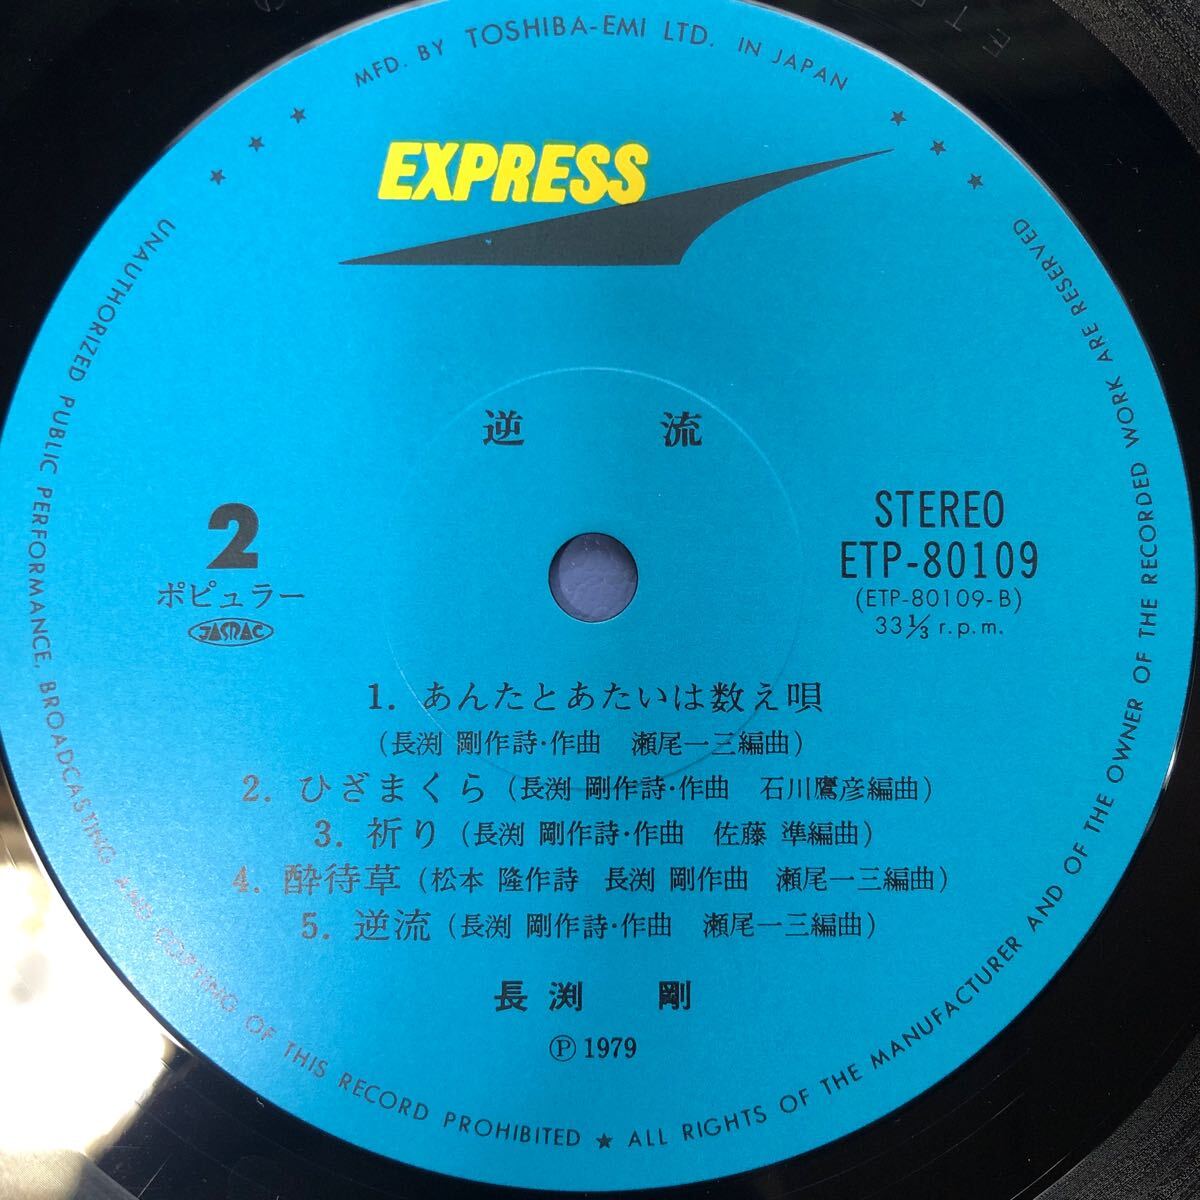 MFD. BY TOSHIBA-EMI LTD. IN JAPAN
EXPRESS
逆 流
2
ポピュラー
JASRAC
STEREO
ETP-80109
(ETP-80109-B)
33 1/3 r.p.m.
1. あんたとあたいは数え唄
(長渕 剛作詩·作曲 瀬尾一三編曲)
2. ひざまくら (長渕 剛作詩·作曲 石川鷹彦編曲)
3. 祈り (長渕 剛作詩·作曲 佐藤 準編曲)
4. 酔待草 (松本 隆作詩 長渕 剛作曲 瀬尾一三編曲)
5. 逆流 (長渕 剛作詩·作曲 瀬尾一三編曲)
長渕 剛
Ⓟ 1979
UNAUTHORIZED PUBLIC PERFORMANCE, BROADCASTING AND COPYING OF THIS RECORD PROHIBITED ★ ALL RIGHTS OF THE MANUFACTURER AND OF THE OWNER OF THE RECORDED WORK ARE RESERVED